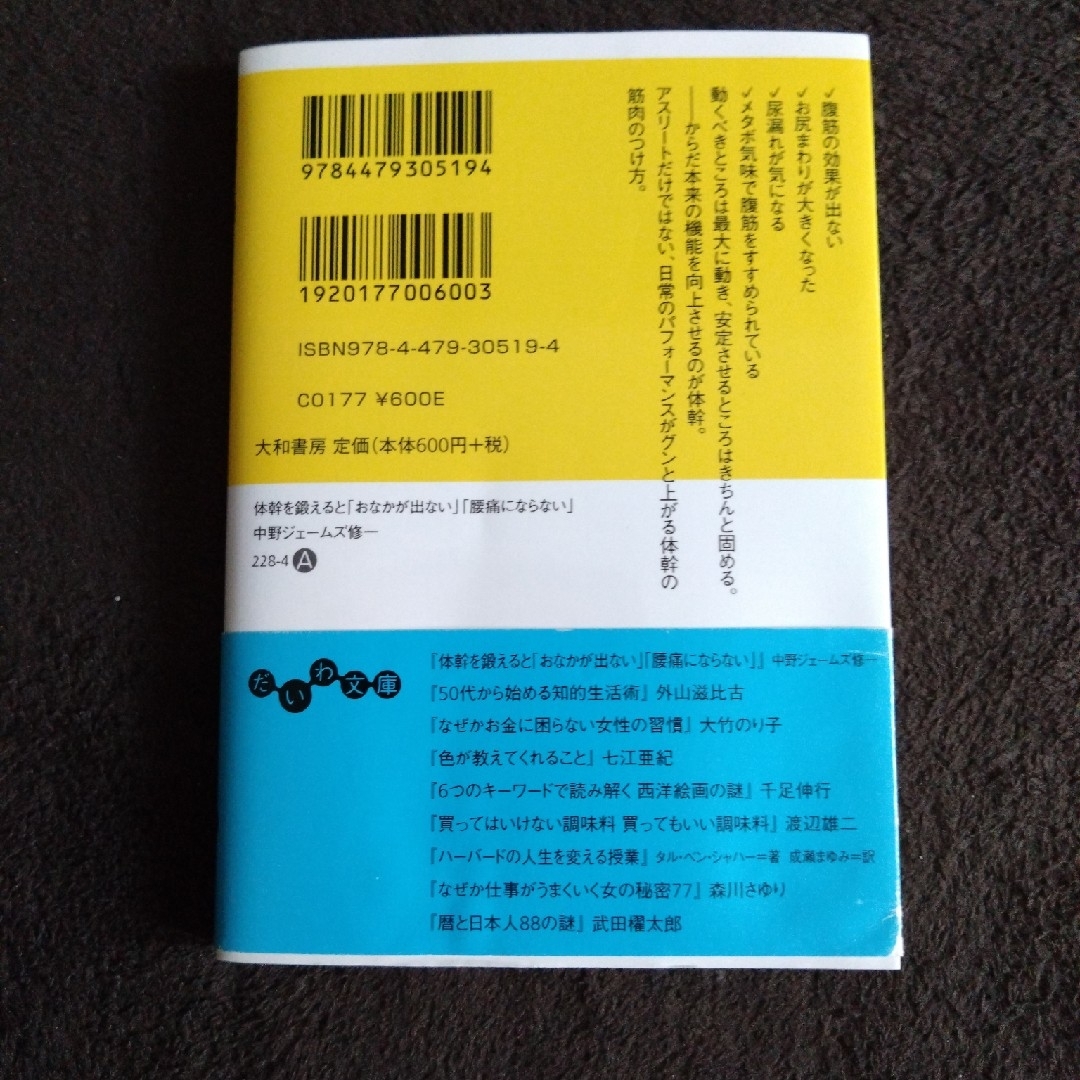 ✓腹筋の効果が出ない
✓お尻まわりが大きくなった
✓尿漏れが気になる
✓メタボ気味で腹筋をすすめられている
動くべきところは最大に動き、安定させるところはきちんと固める。
――からだ本来の機能を向上させるのが体幹。
アスリートだけではない、日常のパフォーマンスがグンと上がる体幹の
筋肉のつけ方。
9784479305194
1920177006003
ISBN978-4-479-30519-4
C0177 ¥600E
大和書房 定価(本体600円+税)
体幹を鍛えると「おなかが出ない」「腰痛にならない」
中野ジェームズ修一
228-4 A
だいわ文庫
『体幹を鍛えると「おなかが出ない」「腰痛にならない」』 中野ジェームズ修一
『50代から始める知的生活術』 外山滋比古
『なぜかお金に困らない女性の習慣』 大竹のり子
『色が教えてくれること』 七江亜紀
『6つのキーワードで読み解く 西洋絵画の謎』 千足伸行
『買ってはいけない調味料 買ってもいい調味料』 渡辺雄二
『ハーバードの人生を変える授業』 タル・ベン・シャハー=著 成瀬まゆみ=訳
『なぜか仕事がうまくいく女の秘密77』 森川さゆり
『暦と日本人88の謎』 武田櫂太郎